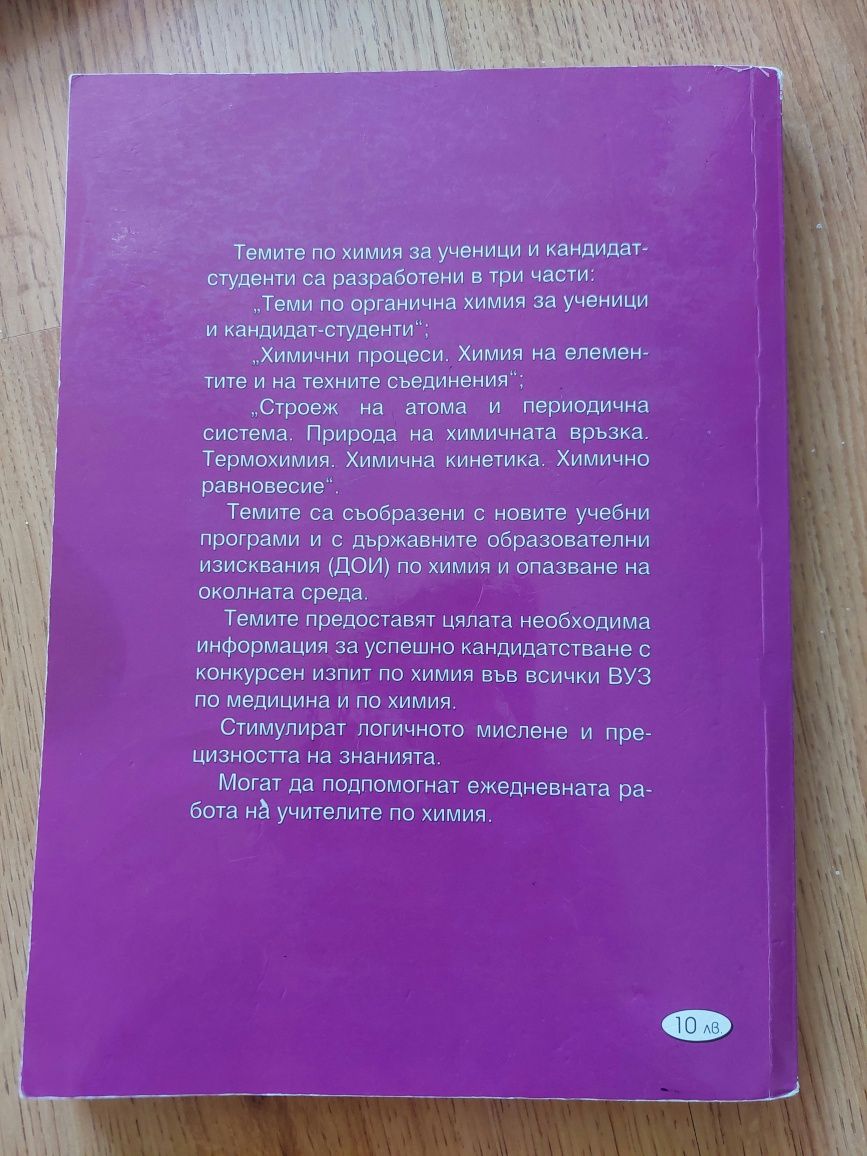 Темите по химия за ученици и кандидат-
студенти са разработени в три части:
„Теми по органична химия за ученици
и кандидат-студенти“;
„Химични процеси. Химия на елемен-
тите и на техните съединения“;
„Строеж на атома и периодична
система. Природа на химичната връзка.
Термохимия. Химична кинетика. Химично
равновесие“.
Темите са съобразени с новите учебни
програми и с държавните образователни
изисквания (ДОИ) по химия и опазване на
околната среда.
Темите предоставят цялата необходима
информация за успешно кандидатстване с
конкурсен изпит по химия във всички ВУЗ
по медицина и по химия.
Стимулират логичното мислене и пре-
цизността на знанията.
Могат да подпомогнат ежедневната ра-
бота на учителите по химия.
10 лв.